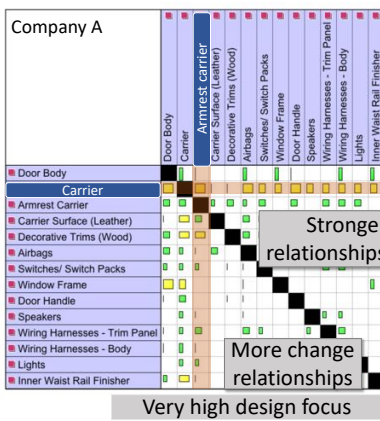 Company A
Door Body
Carrier
Armrest carrier
Carrier Surface (Leather)
Decorative Trims (Wood)
Airbags
Switches/ Switch Packs
Window Frame
Door Handle
Speakers
Wiring Harnesses - Trim Panel
Wiring Harnesses - Body
Lights
Inner Waist Rail Finisher
Door Body
Carrier
Armrest Carrier
Carrier Surface (Leather)
Decorative Trims (Wood)
Airbags
Switches/ Switch Packs
Window Frame
Door Handle
Speakers
Wiring Harnesses - Trim Panel
Wiring Harnesses - Body
Lights
Inner Waist Rail Finisher
Stronge
relationships
More change
relationships
Very high design focus